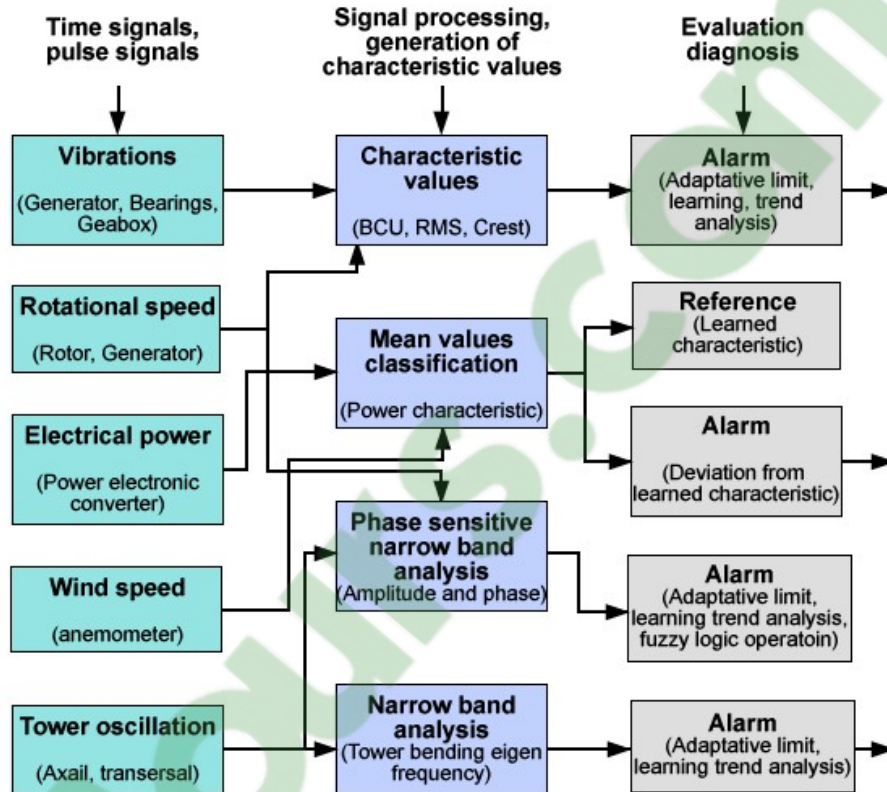 Time signals,
pulse signals
Signal processing,
generation of
characteristic values
Evaluation
diagnosis
Vibrations
(Generator, Bearings,
Geabox)
Characteristic
values
(BCU, RMS, Crest)
Alarm
(Adaptative limit,
learning, trend
analysis)
Rotational speed
(Rotor, Generator)
Mean values
classification
(Power characteristic)
Reference
(Learned
characteristic)
Electrical power
(Power electronic
converter)
Alarm
(Deviation from
learned characteristic)
Phase sensitive
narrow band
analysis
(Amplitude and phase)
Wind speed
(anemometer)
Alarm
(Adaptative limit,
learning trend analysis,
fuzzy logic operatoin)
Tower oscillation
(Axail, transersal)
Narrow band
analysis
(Tower bending eigen
frequency)
Alarm
(Adaptative limit,
learning trend analysis)
ours.com